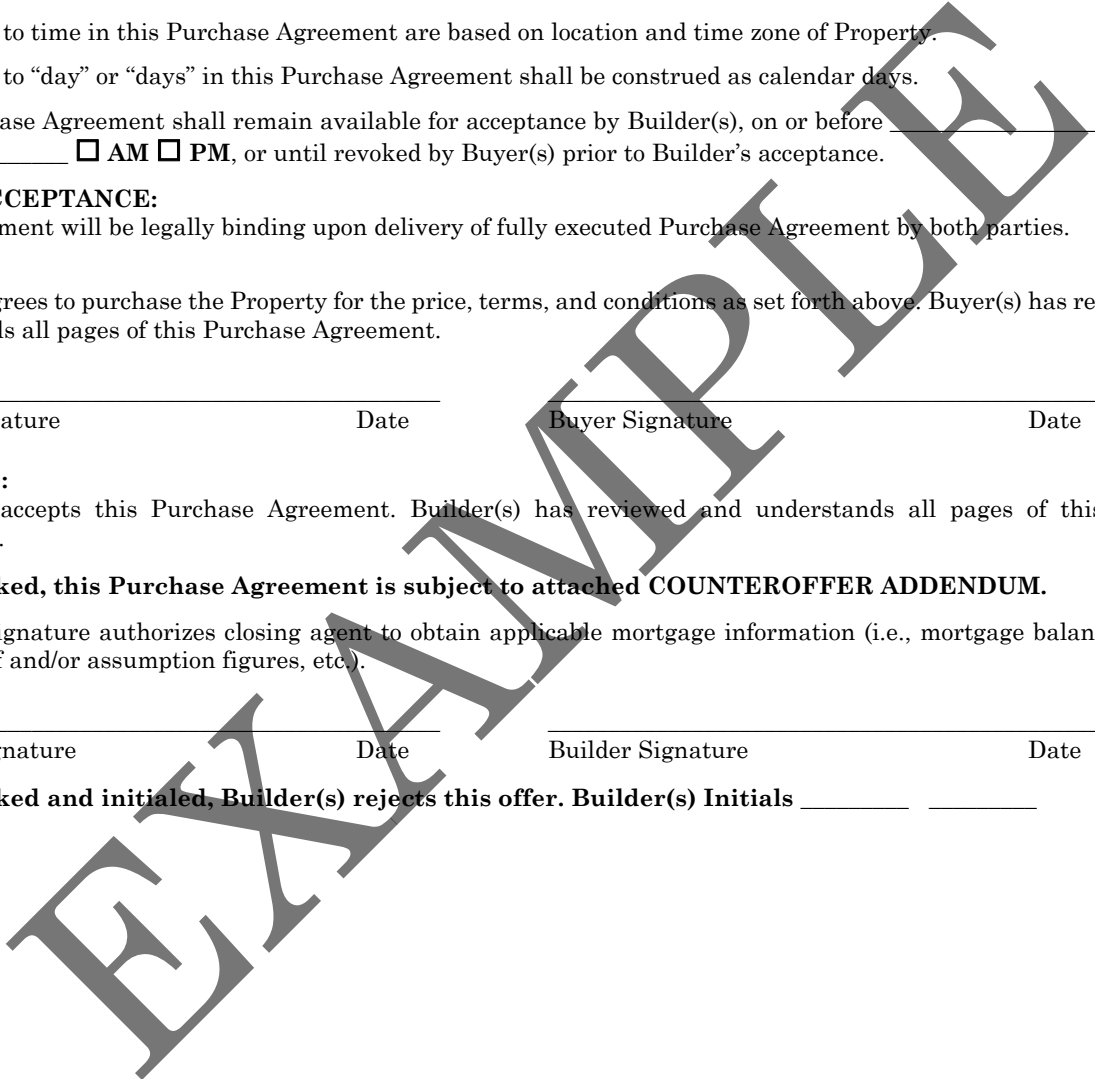 to time in this Purchase Agreement are based on location and time zone of Property.
to “day” or “days” in this Purchase Agreement shall be construed as calendar days.
ase Agreement shall remain available for acceptance by Builder(s), on or before ____________________
______ ☐ AM ☐ PM, or until revoked by Buyer(s) prior to Builder’s acceptance.
CCEPTANCE:
ment will be legally binding upon delivery of fully executed Purchase Agreement by both parties.
grees to purchase the Property for the price, terms, and conditions as set forth above. Buyer(s) has re
ds all pages of this Purchase Agreement.
ature Date Buyer Signature Date
:
accepts this Purchase Agreement. Builder(s) has reviewed and understands all pages of this
.
ked, this Purchase Agreement is subject to attached COUNTEROFFER ADDENDUM.
ignature authorizes closing agent to obtain applicable mortgage information (i.e., mortgage balan
f and/or assumption figures, etc.).
gnature Date Builder Signature Date
ked and initialed, Builder(s) rejects this offer. Builder(s) Initials ________ ________
EXAMPLE